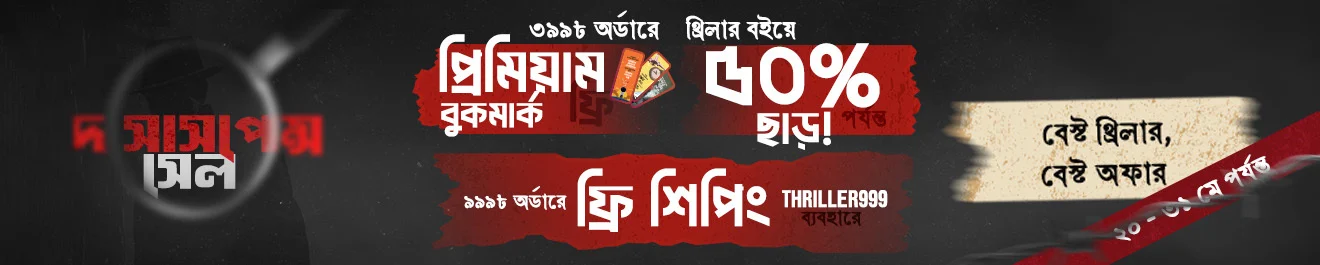 দ্য সাসপেন্স
সেল
৩৯৯৳ অর্ডারে
প্রিমিয়াম
বুকমার্ক ফ্রি
থ্রিলার বইয়ে
৫০%
ছাড়! পর্যন্ত
৯৯৯৳ অর্ডারে ফ্রি শিপিং THRILLER999
ব্যবহারে
বেস্ট থ্রিলার,
বেস্ট অফার
২০ - ৩১ মে পর্যন্ত